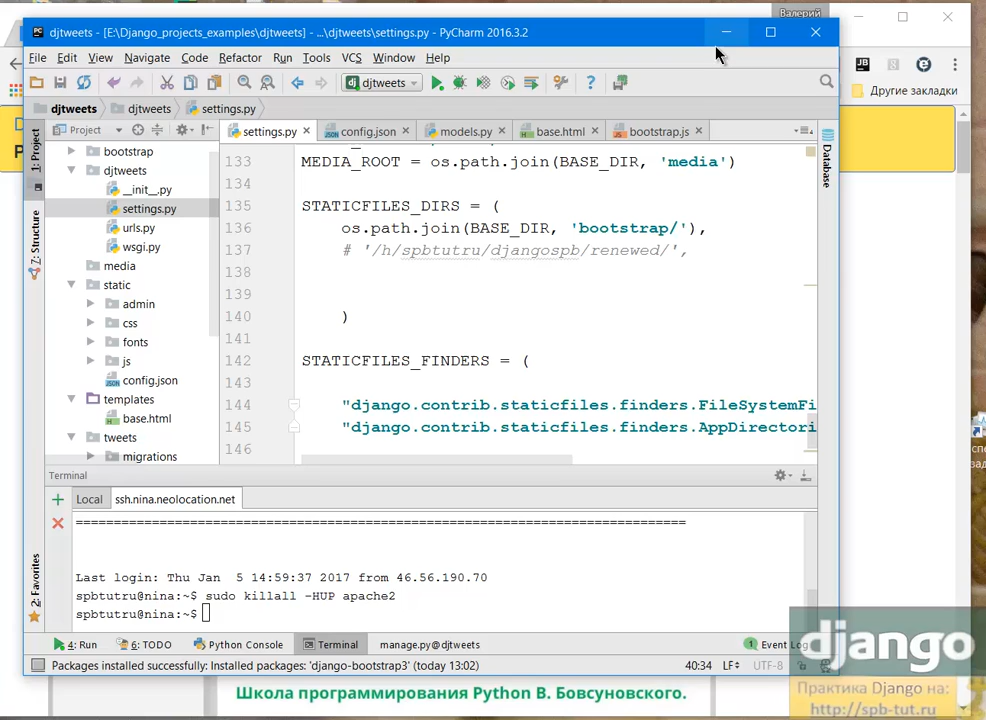 Валерий
djtweets - [E:\Django_projects_examples\djtweets] - ...\djtweets\settings.py - PyCharm 2016.3.2
File Edit View Navigate Code Refactor Run Tools VCS Window Help
djtweets
Другие закладки
djtweets djtweets settings.py
Project settings.py config.json models.py base.html bootstrap.js
1: Project
7: Structure
2: Favorites
Database
bootstrap
djtweets
__init__.py
settings.py
urls.py
wsgi.py
media
static
admin
css
fonts
js
config.json
templates
base.html
tweets
migrations
133 MEDIA_ROOT = os.path.join(BASE_DIR, 'media')
134
135 STATICFILES_DIRS = (
136 os.path.join(BASE_DIR, 'bootstrap/'),
137 # '/h/spbtutru/djangospb/renewed/',
138
139
140 )
141
142 STATICFILES_FINDERS = (
143
144 "django.contrib.staticfiles.finders.FileSystemFi
145 "django.contrib.staticfiles.finders.AppDirectori
146
Terminal
Local ssh.nina.neolocation.net
================================================================================
Last login: Thu Jan 5 14:59:37 2017 from 46.56.190.70
spbtutru@nina:~$ sudo killall -HUP apache2
spbtutru@nina:~$
4: Run 6: TODO Python Console Terminal manage.py@djtweets 1 Event Log
Packages installed successfully: Installed packages: 'django-bootstrap3' (today 13:02) 40:34 LF÷ UTF-8
django
Практика Django на:
http://spb-tut.ru
Школа программирования Python В. Бовсуновского.